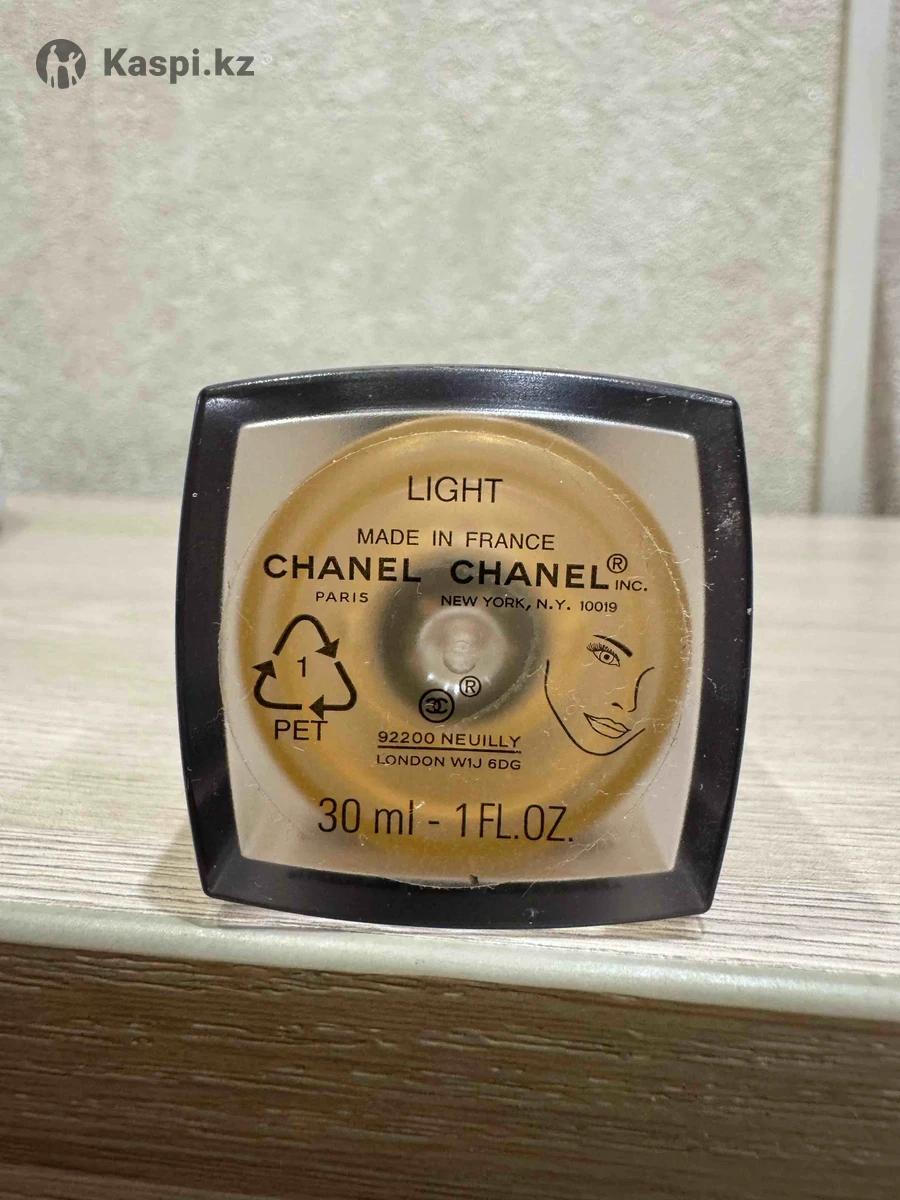 Kaspi.kz
LIGHT
MADE IN FRANCE
CHANEL CHANEL® INC.
PARIS NEW YORK, N.Y. 10019
1
PET
®
92200 NEUILLY
LONDON W1J 6DG
30 ml - 1 FL.OZ.